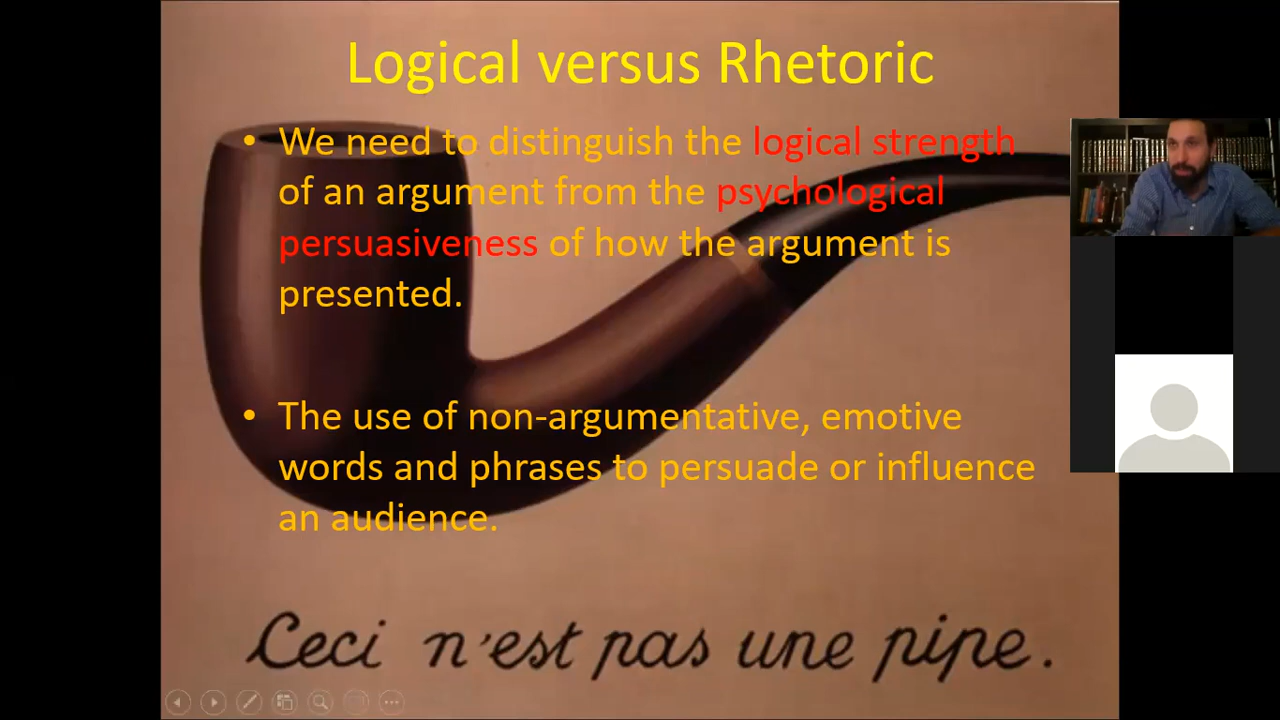 Logical versus Rhetoric
• We need to distinguish the logical strength
of an argument from the psychological
persuasiveness of how the argument is
presented.
• The use of non-argumentative, emotive
words and phrases to persuade or influence
an audience.
Ceci n'est pas une pipe.